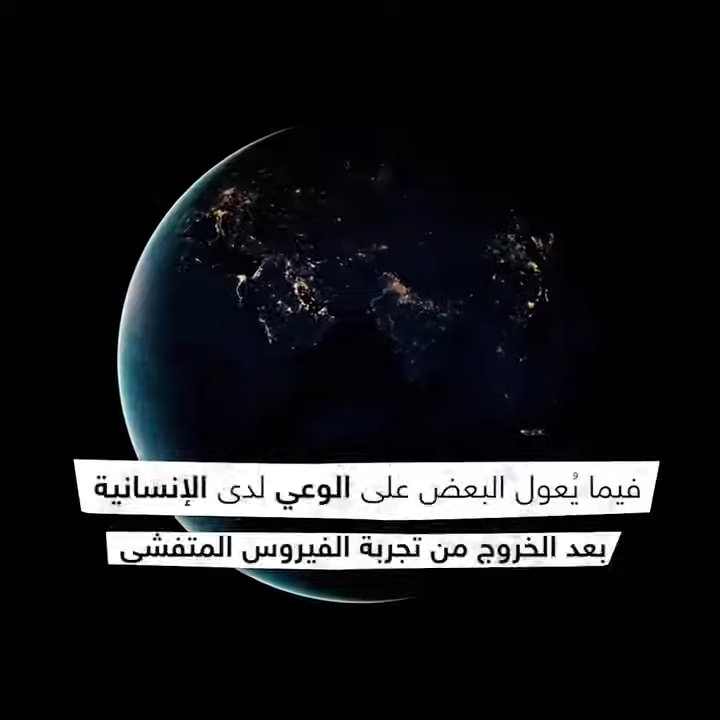 فيما يُعول البعض على الوعي لدى الإنسانية
بعد الخروج من تجربة الفيروس المتفشي